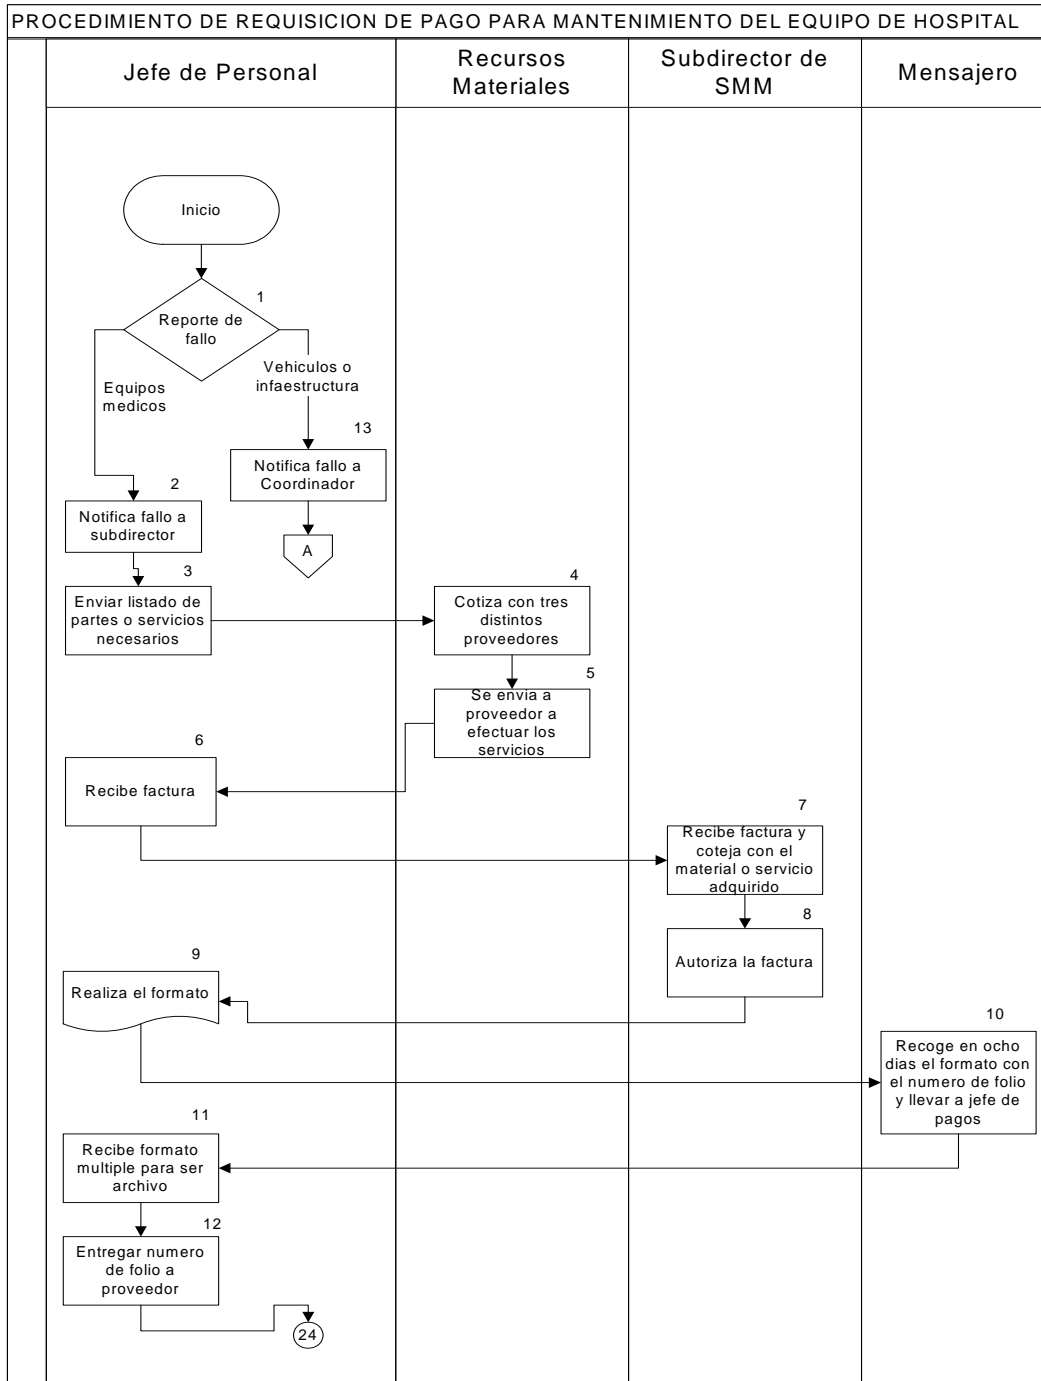 PROCEDIMIENTO DE REQUISICION DE PAGO PARA MANTENIMIENTO DEL EQUIPO DE HOSPITAL
Jefe de Personal
Recursos
Materiales
Subdirector de
SMM
Mensajero
Inicio
1
Reporte de
fallo
Equipos
medicos
Vehiculos o
infaestructura
13
Notifica fallo a
Coordinador
A
2
Notifica fallo a
subdirector
3
Enviar listado de
partes o servicios
necesarios
4
Cotiza con tres
distintos
proveedores
5
Se envia a
proveedor a
efectuar los
servicios
6
Recibe factura
7
Recibe factura y
coteja con el
material o servicio
adquirido
8
Autoriza la factura
9
Realiza el formato
10
Recoge en ocho
dias el formato con
el numero de folio
y llevar a jefe de
pagos
11
Recibe formato
multiple para ser
archivo
12
Entregar numero
de folio a
proveedor
24